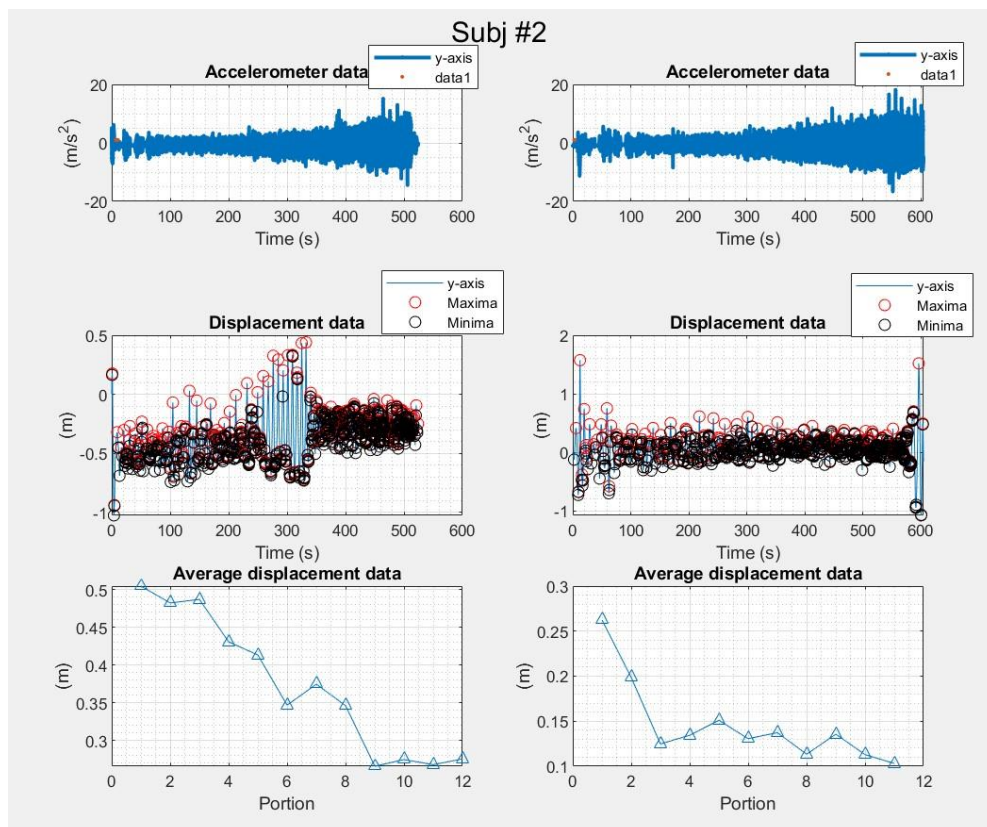 Subj #2
Accelerometer data
y-axis
data1
20
0
-20
(m/s²)
0 100 200 300 400 500 600
Time (s)
Accelerometer data
y-axis
data1
20
0
-20
(m/s²)
0 100 200 300 400 500 600
Time (s)
Displacement data
y-axis
Maxima
Minima
0.5
0
-0.5
-1
(m)
0 100 200 300 400 500 600
Time (s)
Displacement data
y-axis
Maxima
Minima
2
1
0
-1
(m)
0 100 200 300 400 500 600
Time (s)
Average displacement data
0.5
0.45
0.4
0.35
0.3
(m)
0 2 4 6 8 10 12
Portion
Average displacement data
0.3
0.25
0.2
0.15
0.1
(m)
0 2 4 6 8 10 12
Portion